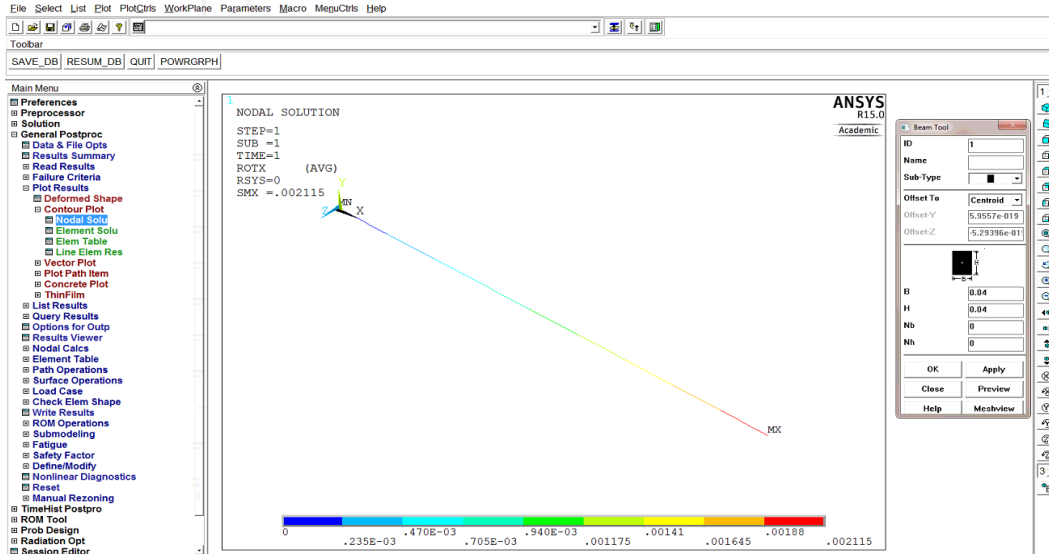 File Select List Plot PlotCtrls WorkPlane Parameters Macro MenuCtrls Help
Toolbar
SAVE_DB RESUM_DB QUIT POWRGRPH
Main Menu
Preferences
Preprocessor
Solution
General Postproc
Data & File Opts
Results Summary
Read Results
Failure Criteria
Plot Results
Deformed Shape
Contour Plot
Nodal Solu
Element Solu
Elem Table
Line Elem Res
Vector Plot
Plot Path Item
Concrete Plot
ThinFilm
List Results
Query Results
Options for Outp
Results Viewer
Nodal Calcs
Element Table
Path Operations
Surface Operations
Load Case
Check Elem Shape
Write Results
ROM Operations
Submodeling
Fatigue
Safety Factor
Define/Modify
Nonlinear Diagnostics
Reset
Manual Rezoning
TimeHist Postpro
ROM Tool
Prob Design
Radiation Opt
Session Editor
1
NODAL SOLUTION
STEP=1
SUB =1
TIME=1
ROTX (AVG)
RSYS=0
SMX =.002115
Y
MN
Z X
MX
ANSYS
R15.0
Academic
0 .470E-03 .940E-03 .00141 .00188
.235E-03 .705E-03 .001175 .001645 .002115
Beam Tool
ID 1
Name
Sub-Type
Offset To Centroid
Offset-Y 5.9557e-019
Offset-Z -5.29396e-01
H
B
B 0.04
H 0.04
Nb 0
Nh 0
OK Apply
Close Preview
Help Meshview
1
3